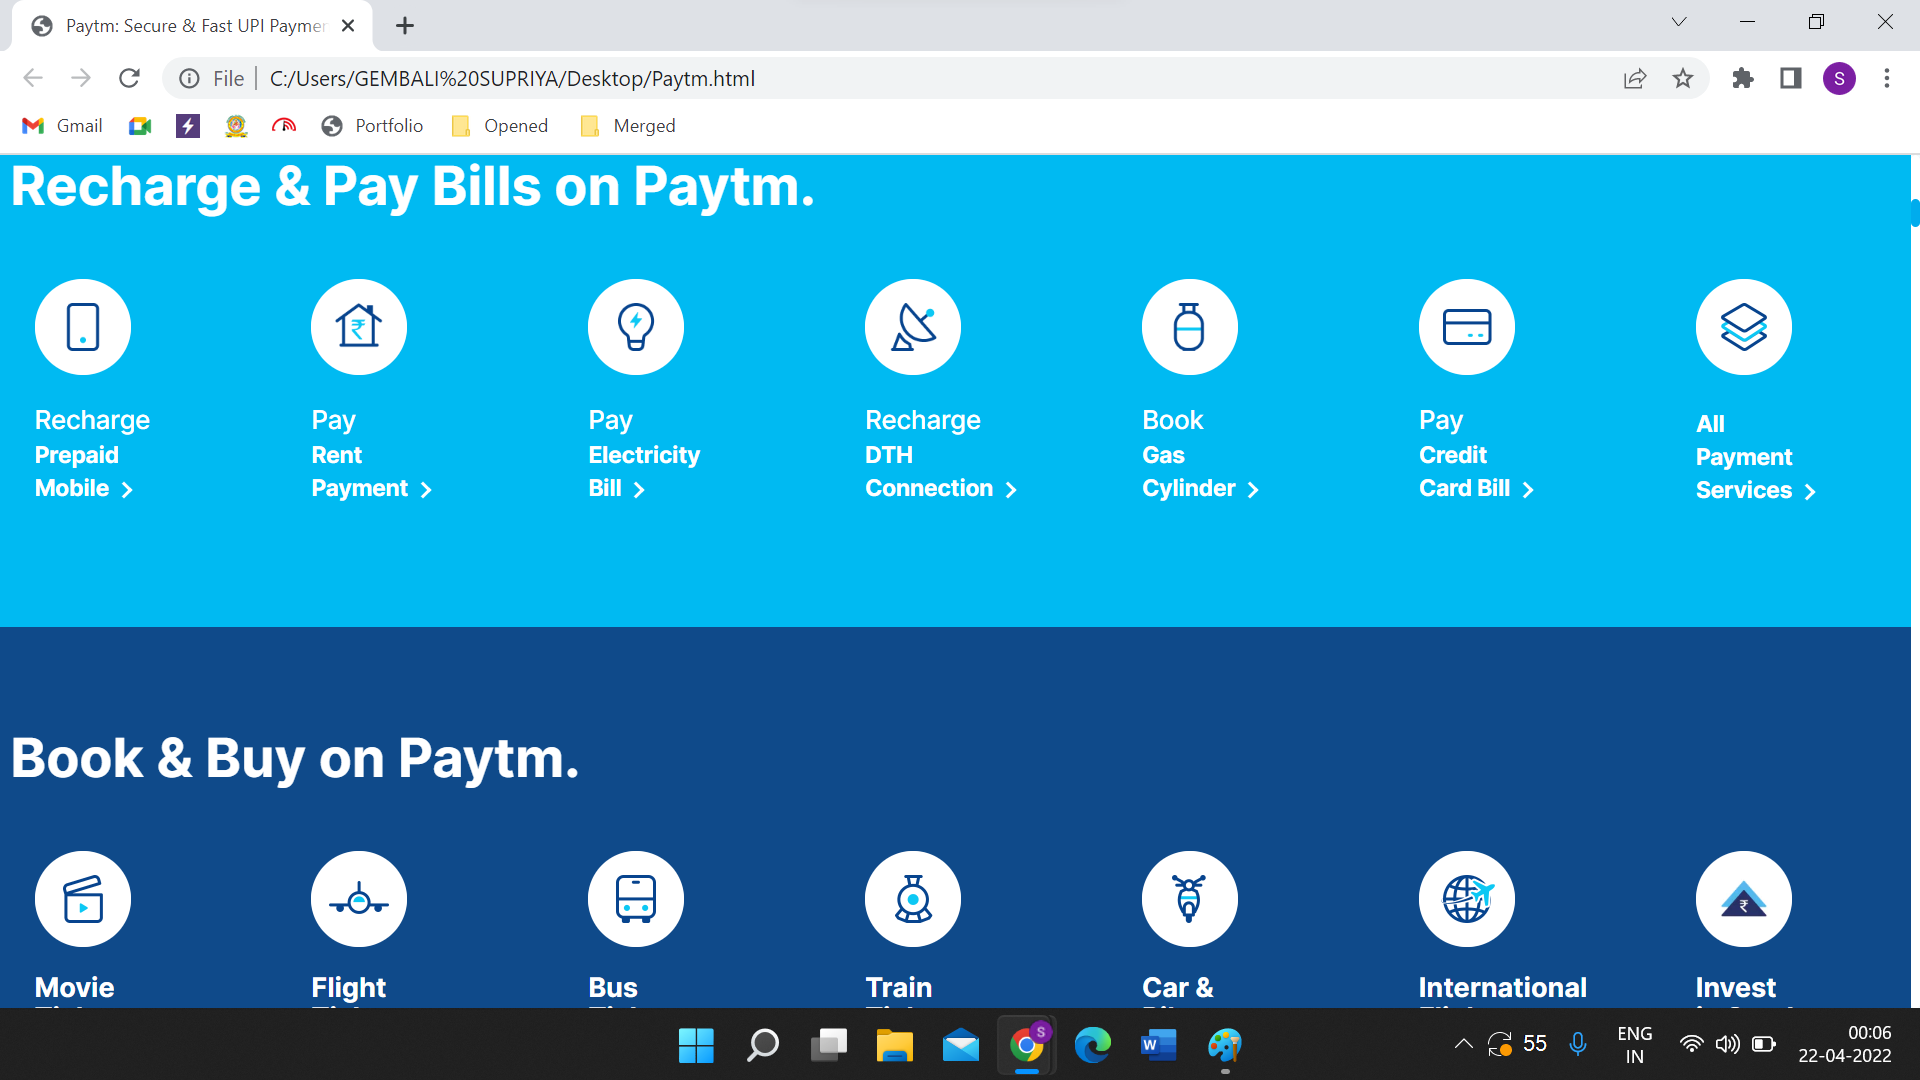 Paytm: Secure & Fast UPI Paymer
File
C:/Users/GEMBALI%20SUPRIYA/Desktop/Paytm.html
S
Gmail
Portfolio
Opened
Merged
Recharge & Pay Bills on Paytm.
Recharge
Prepaid
Mobile
Pay
Rent
Payment
Pay
Electricity
Bill
Recharge
DTH
Connection
Book
Gas
Cylinder
Pay
Credit
Card Bill
All
Payment
Services
Book & Buy on Paytm.
Movie
Flight
Bus
Train
Car &
International
Invest
S
W
55
ENG
IN
00:06
22-04-2022